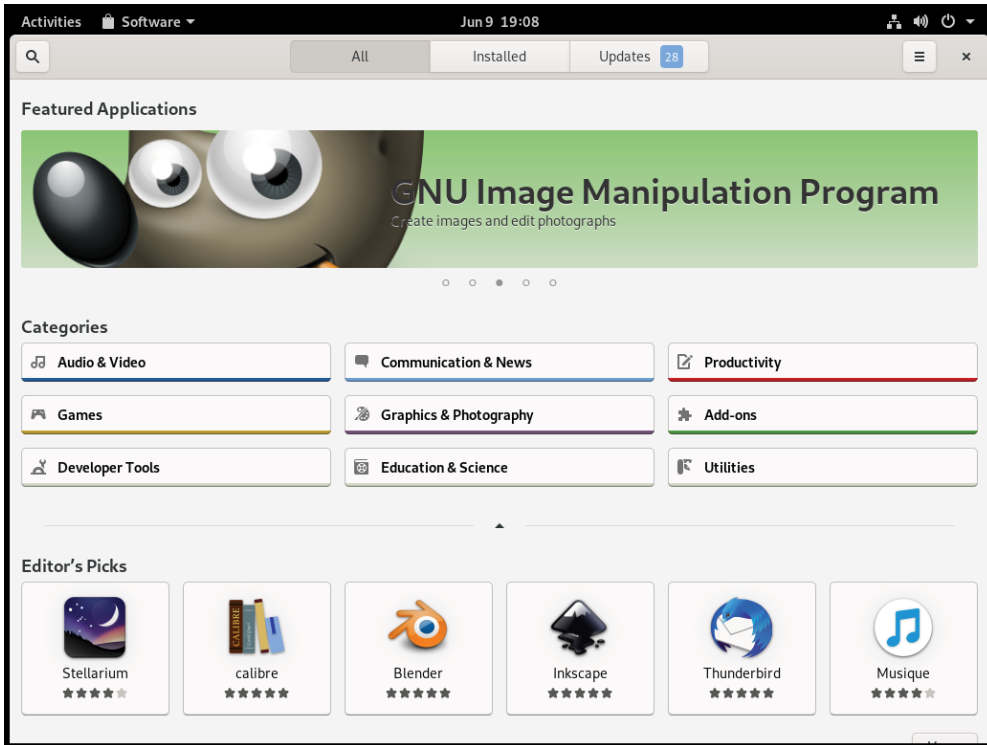 Activities Software Jun 9 19:08
All Installed Updates 28
Featured Applications
GNU Image Manipulation Program
Create images and edit photographs
Categories
Audio & Video Communication & News Productivity
Games Graphics & Photography Add-ons
Developer Tools Education & Science Utilities
Editor's Picks
CALIBRE
Stellarium calibre Blender Inkscape Thunderbird Musique